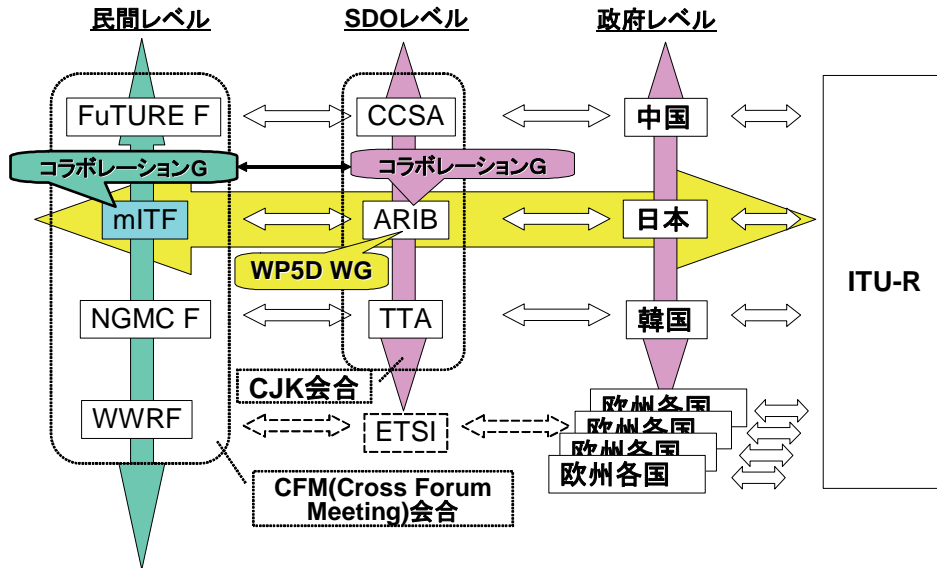 民間レベル
SDOレベル
政府レベル
FuTURE F
CCSA
中国
コラボレーションG
コラボレーションG
mITF
ARIB
日本
WP5D WG
ITU-R
NGMC F
TTA
韓国
CJK会合
WWRF
ETSI
欧州各国
欧州各国
欧州各国
欧州各国
CFM(Cross Forum
Meeting)会合